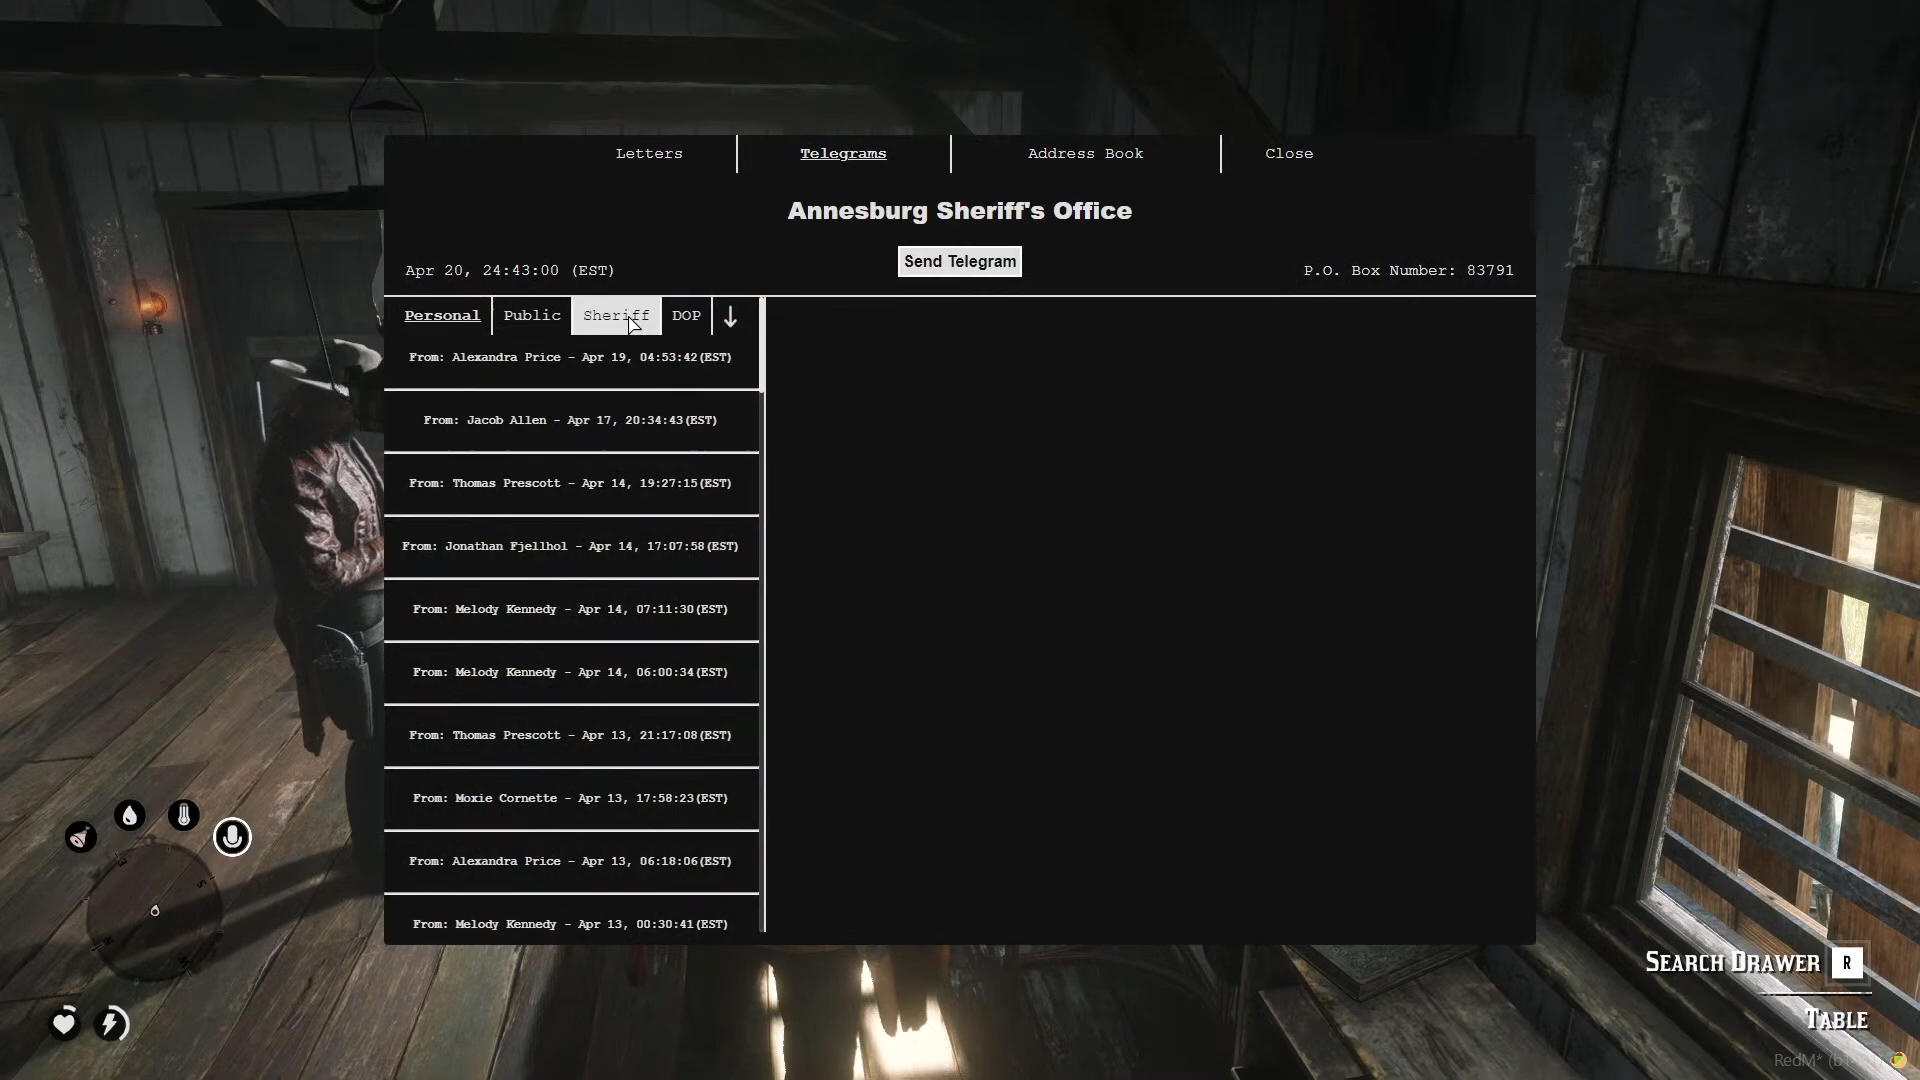 Letters
Telegrams
Address Book
Close
Annesburg Sheriff's Office
Send Telegram
Apr 20, 24:43:00 (EST)
P.O. Box Number: 83791
Personal
Public
Sheriff
DOP
From: Alexandra Price - Apr 19, 04:53:42(EST)
From: Jacob Allen - Apr 17, 20:34:43(EST)
From: Thomas Prescott - Apr 14, 19:27:15(EST)
From: Jonathan Fjellhol - Apr 14, 17:07:58(EST)
From: Melody Kennedy - Apr 14, 07:11:30(EST)
From: Melody Kennedy - Apr 14, 06:00:34(EST)
From: Thomas Prescott - Apr 13, 21:17:08(EST)
From: Moxie Cornette - Apr 13, 17:58:23(EST)
From: Alexandra Price - Apr 13, 06:18:06(EST)
From: Melody Kennedy - Apr 13, 00:30:41(EST)
Search Drawer R
Table
RedM*